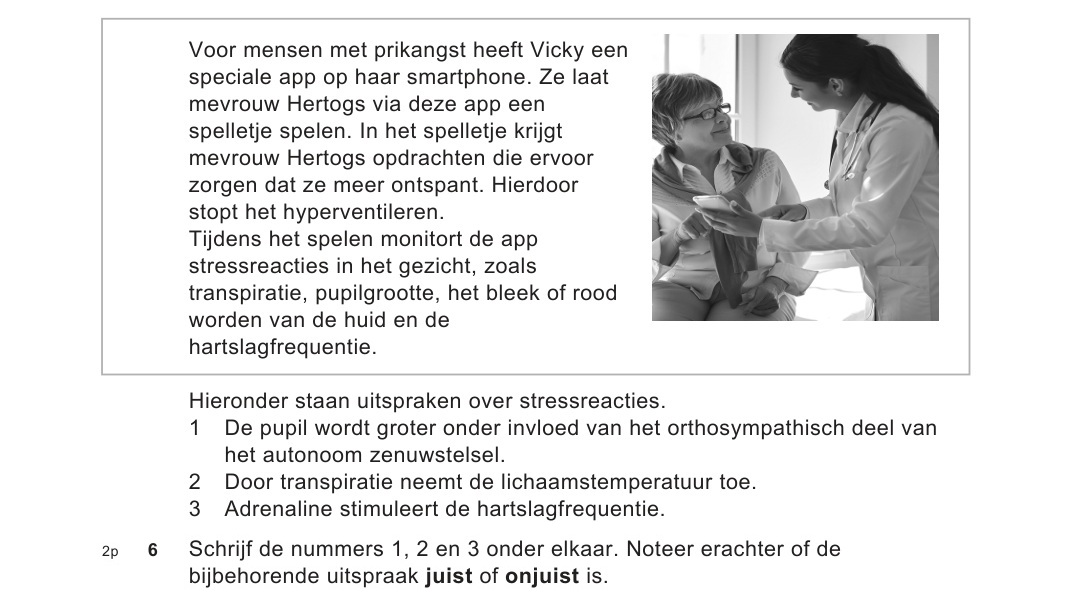 Voor mensen met prikangst heeft Vicky een
speciale app op haar smartphone. Ze laat
mevrouw Hertogs via deze app een
spelletje spelen. In het spelletje krijgt
mevrouw Hertogs opdrachten die ervoor
zorgen dat ze meer ontspant. Hierdoor
stopt het hyperventileren.
Tijdens het spelen monitort de app
stressreacties in het gezicht, zoals
transpiratie, pupilgrootte, het bleek of rood
worden van de huid en de
hartslagfrequentie.
Hieronder staan uitspraken over stressreacties.
1 De pupil wordt groter onder invloed van het orthosympathisch deel van
het autonoom zenuwstelsel.
2 Door transpiratie neemt de lichaamstemperatuur toe.
3 Adrenaline stimuleert de hartslagfrequentie.
2p 6 Schrijf de nummers 1, 2 en 3 onder elkaar. Noteer erachter of de
bijbehorende uitspraak juist of onjuist is.